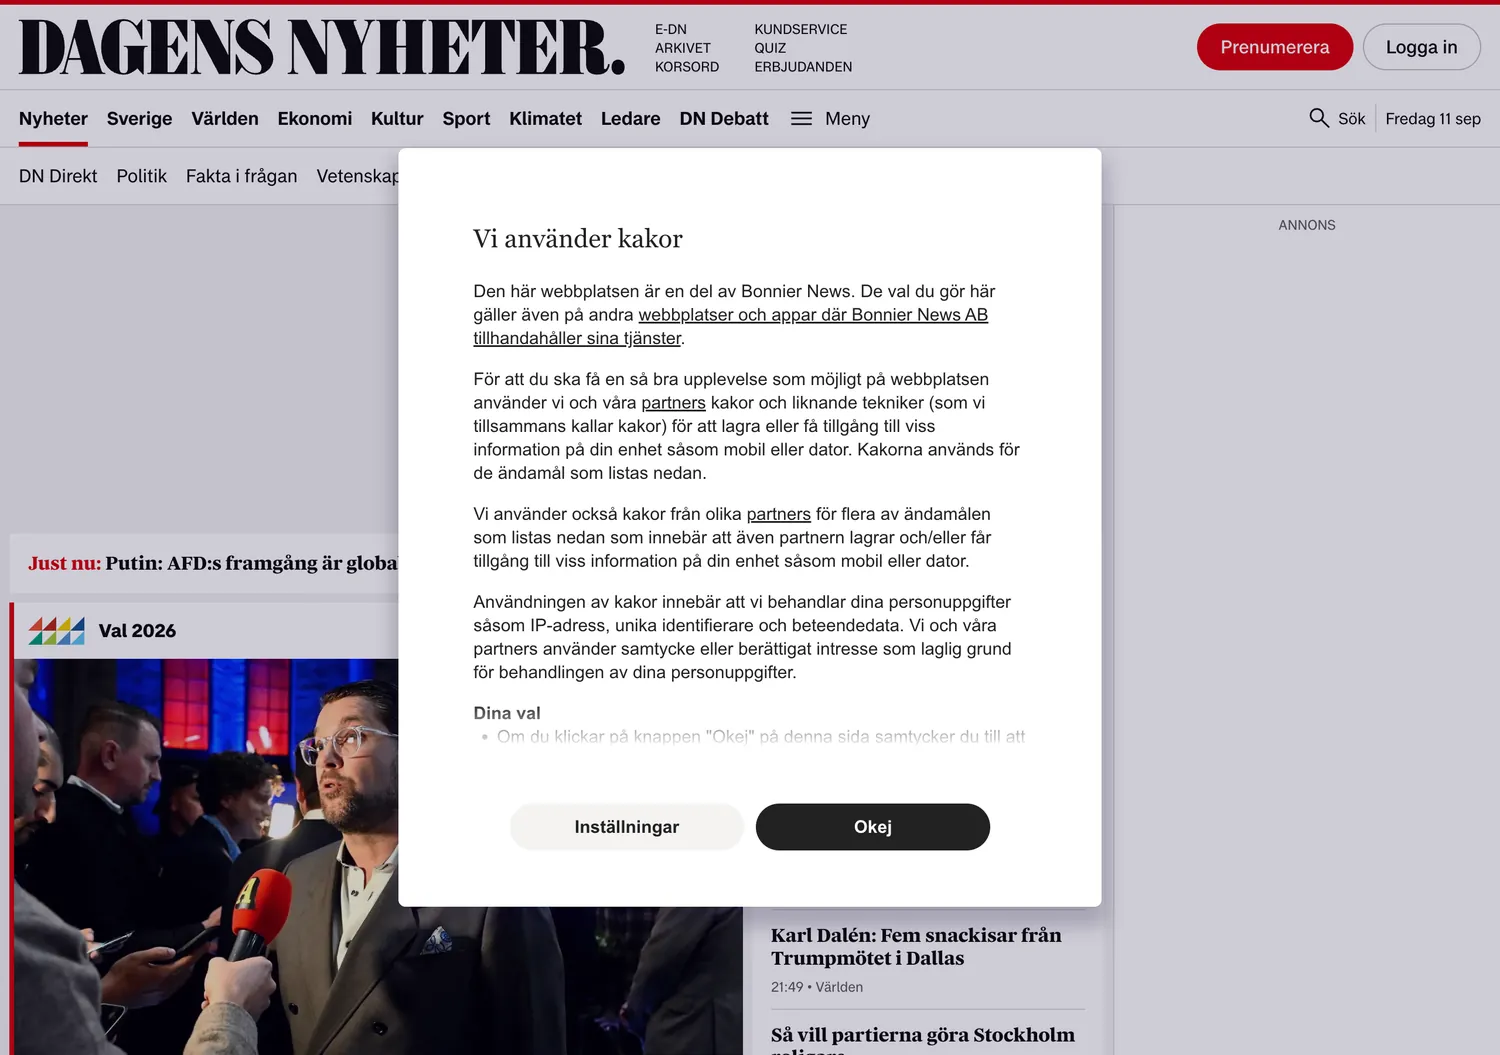 DAGENS NYHETER.
E-DN
ARKIVET
KORSORD
KUNDSERVICE
QUIZ
ERBJUDANDEN
Prenumerera
Logga in
Nyheter Sverige Världen Ekonomi Kultur Sport Klimatet Ledare DN Debatt Meny
Sök Fredag 11 sep
DN Direkt Politik Fakta i frågan Vetenskap
ANNONS
Vi använder kakor
Den här webbplatsen är en del av Bonnier News. De val du gör här
gäller även på andra webbplatser och appar där Bonnier News AB
tillhandahåller sina tjänster.
För att du ska få en så bra upplevelse som möjligt på webbplatsen
använder vi och våra partners kakor och liknande tekniker (som vi
tillsammans kallar kakor) för att lagra eller få tillgång till viss
information på din enhet såsom mobil eller dator. Kakorna används för
de ändamål som listas nedan.
Vi använder också kakor från olika partners för flera av ändamålen
som listas nedan som innebär att även partnern lagrar och/eller får
tillgång till viss information på din enhet såsom mobil eller dator.
Användningen av kakor innebär att vi behandlar dina personuppgifter
såsom IP-adress, unika identifierare och beteendedata. Vi och våra
partners använder samtycke eller berättigat intresse som laglig grund
för behandlingen av dina personuppgifter.
Dina val
• Om du klickar på knappen "Okej" på denna sida samtycker du till att
Inställningar
Okej
Just nu: Putin: AFD:s framgång är globa
Val 2026
A
Karl Dalén: Fem snackisar från
Trumpmötet i Dallas
21:49 • Världen
Så vill partierna göra Stockholm